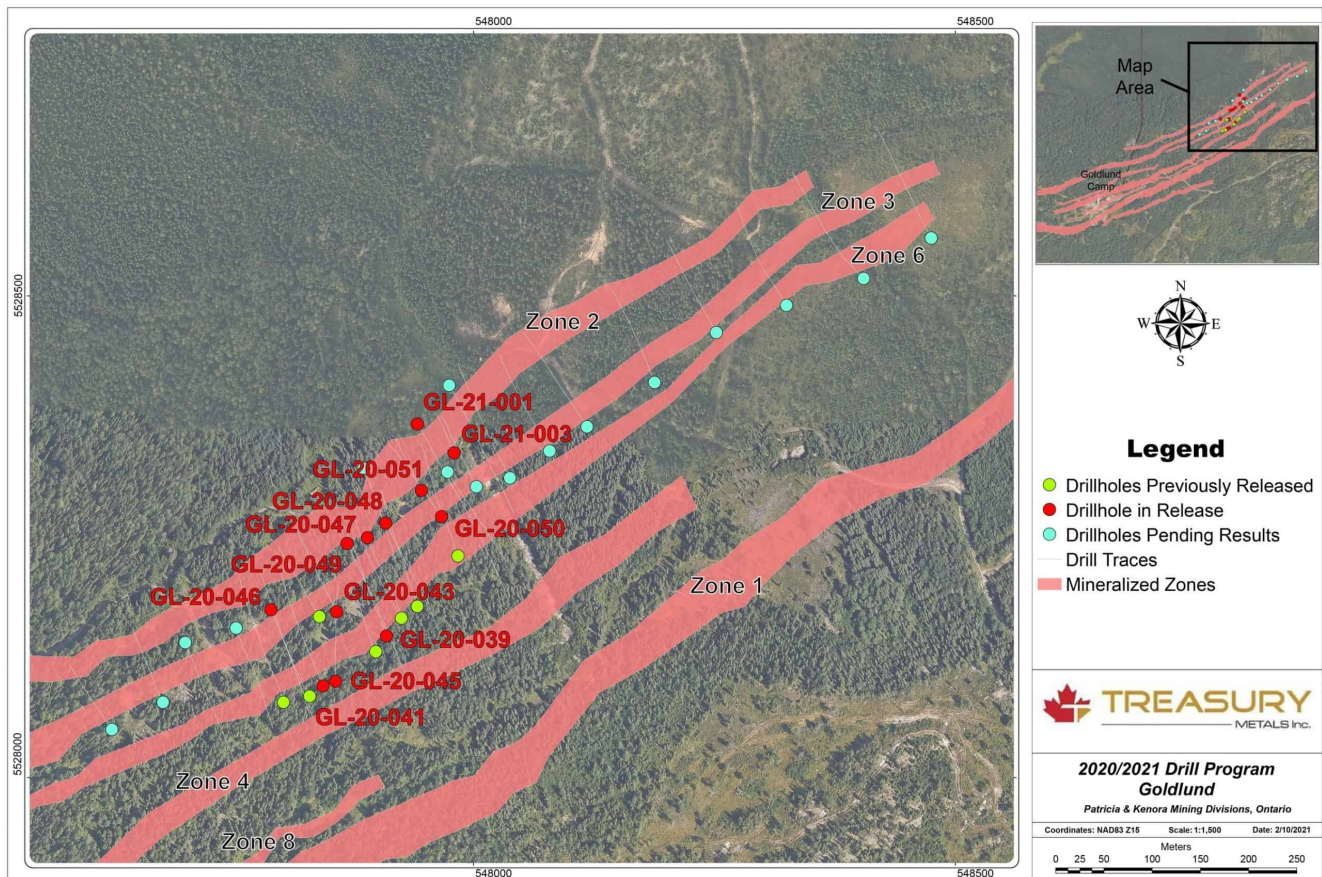 548000
548500
5528500
5528000
Zone 3
Zone 6
Zone 2
GL-21-001
GL-21-003
GL-20-051
GL-20-048
GL-20-047
GL-20-050
GL-20-049
GL-20-046
GL-20-043
Zone 1
GL-20-039
GL-20-045
GL-20-041
Zone 4
Zone 8
548000
548500
Map
Area
Goldlund
Camp
N
W
E
S
Legend
Drillholes Previously Released
Drillhole in Release
Drillholes Pending Results
Drill Traces
Mineralized Zones
TREASURY
METALS Inc.
2020/2021 Drill Program
Goldlund
Patricia & Kenora Mining Divisions, Ontario
Coordinates: NAD83 Z15 Scale: 1:1,500 Date: 2/10/2021
Meters
0 25 50 100 150 200 250